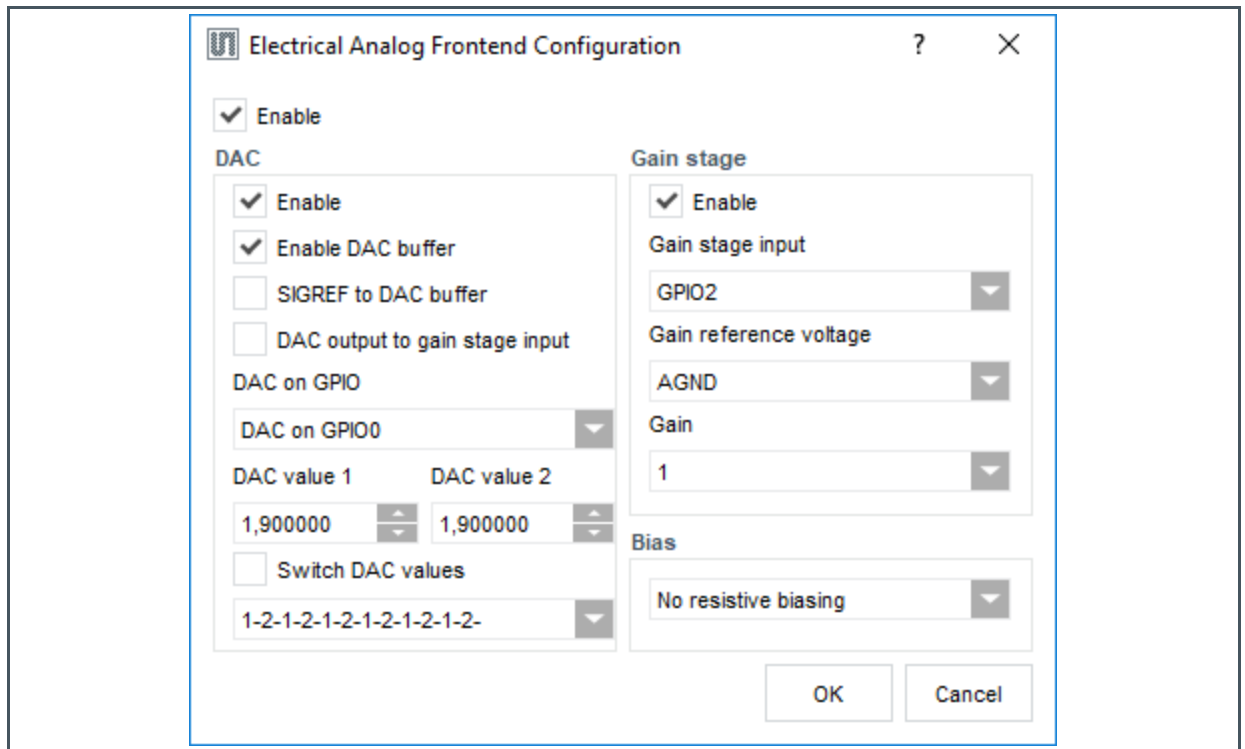 Electrical Analog Frontend Configuration ?
Enable
DAC
Enable
Enable DAC buffer
SIGREF to DAC buffer
DAC output to gain stage input
DAC on GPIO
DAC on GPIO0
DAC value 1 DAC value 2
1,900000 1,900000
Switch DAC values
1-2-1-2-1-2-1-2-1-2-1-2-
Gain stage
Enable
Gain stage input
GPIO2
Gain reference voltage
AGND
Gain
1
Bias
No resistive biasing
OK Cancel